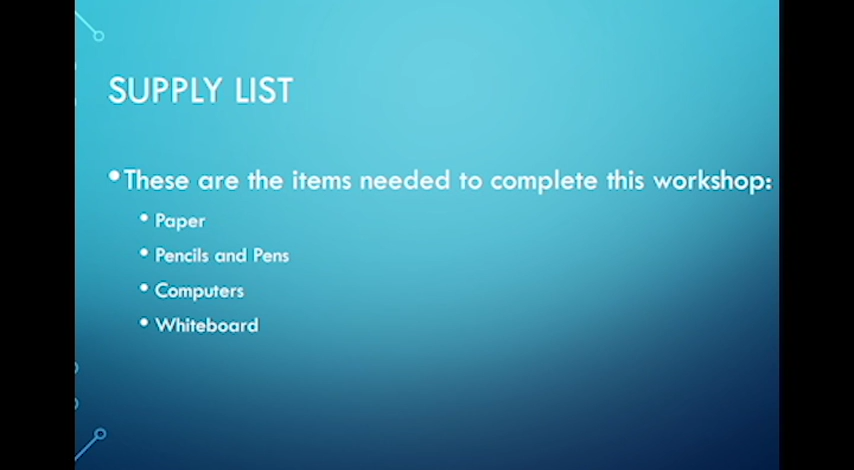 SUPPLY LIST
•These are the items needed to complete this workshop:
• Paper
• Pencils and Pens
• Computers
• Whiteboard